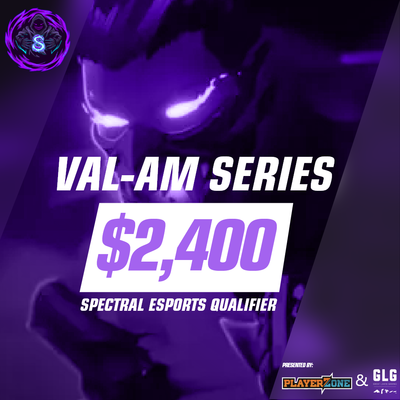 S
VAL-AM SERIES
$2,400
SPECTRAL ESPORTS QUALIFIER
PRESENTED BY:
PLAYERZONE & GLG